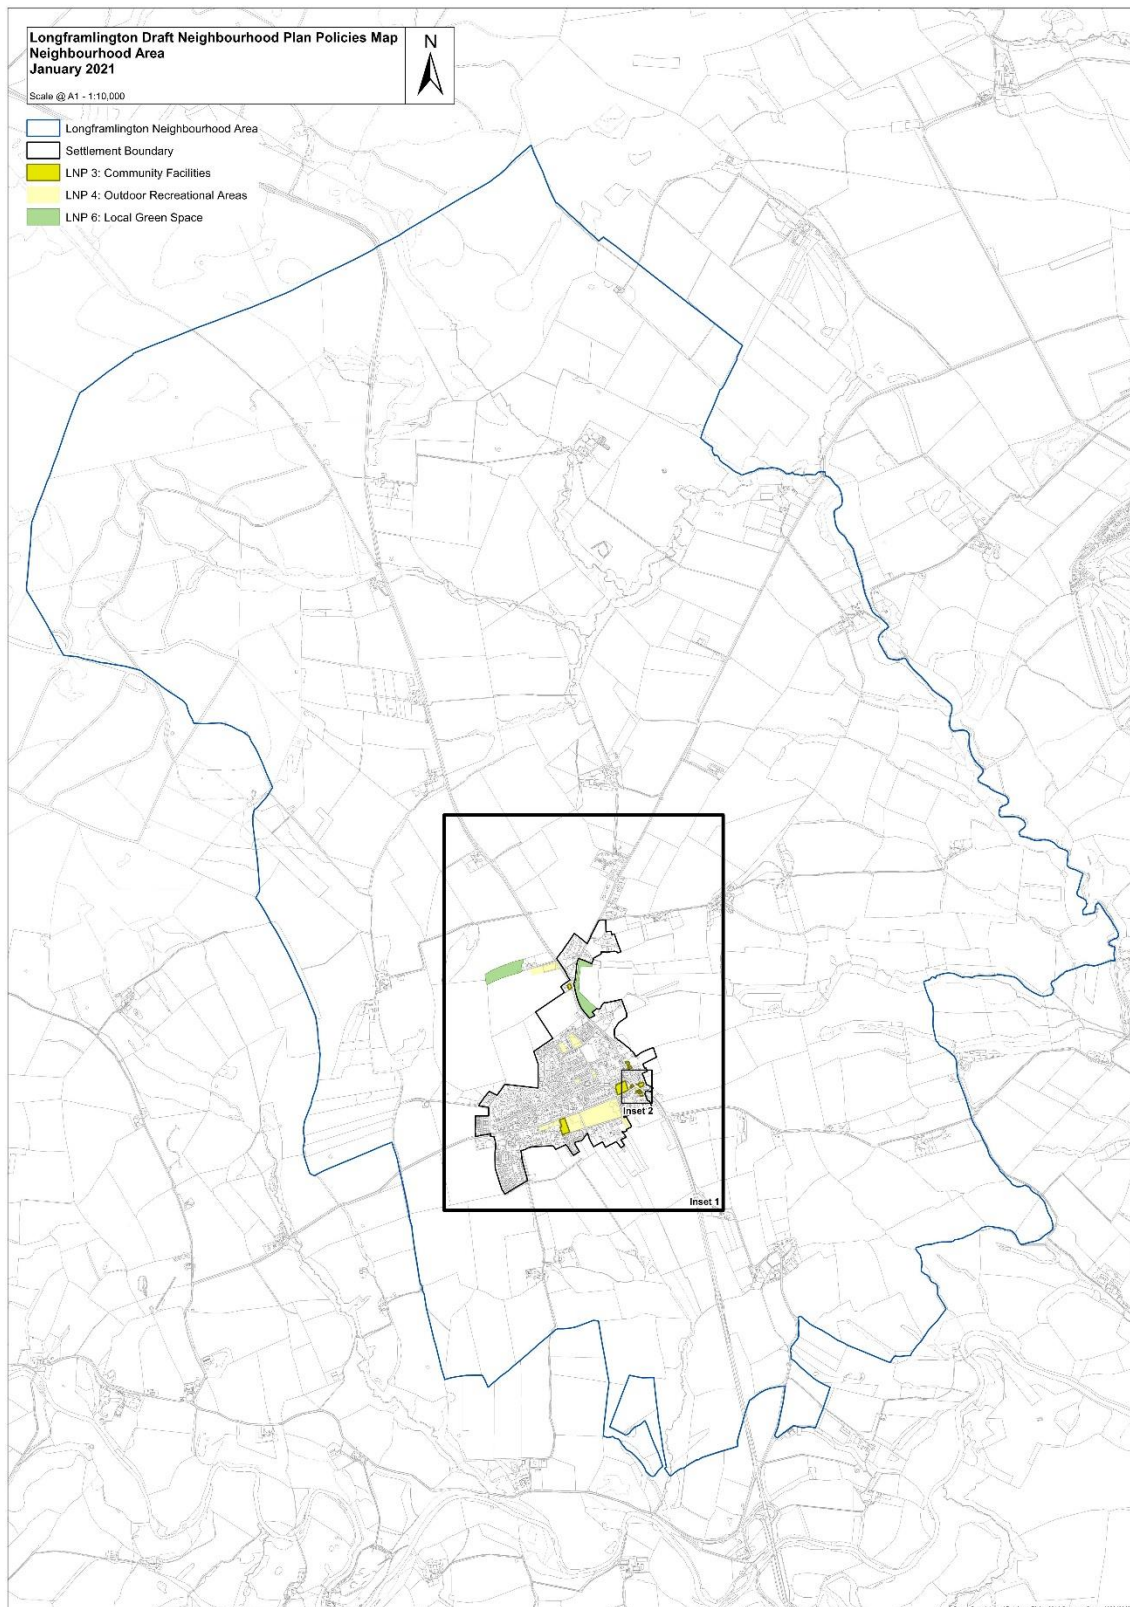 Longframlington Draft Neighbourhood Plan Policies Map
Neighbourhood Area
January 2021
Scale @ A1 - 1:10,000
N
Longframlington Neighbourhood Area
Settlement Boundary
LNP 3: Community Facilities
LNP 4: Outdoor Recreational Areas
LNP 6: Local Green Space
Inset 2
Inset 1